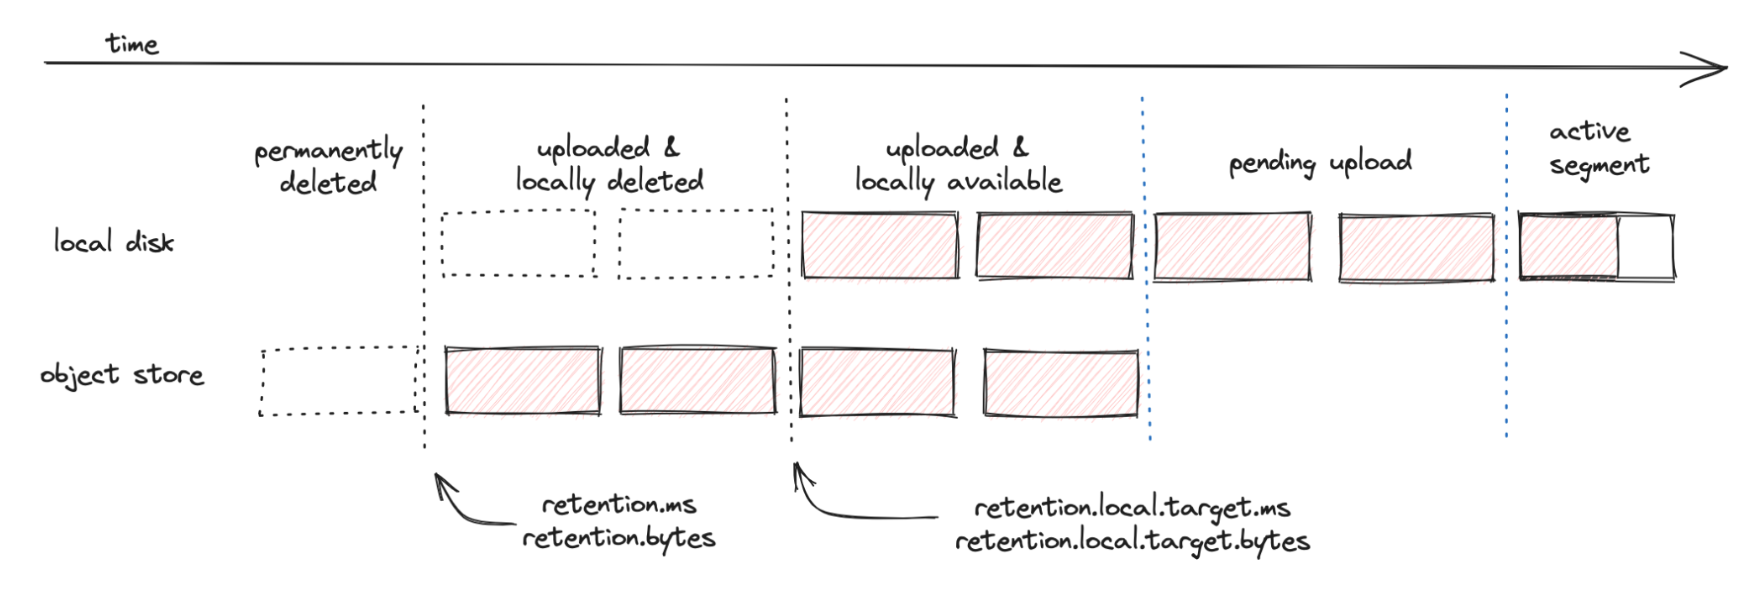 time
permanently
deleted
uploaded &
locally deleted
uploaded &
locally available
pending upload
active
segment
local disk
object store
retention.ms
retention.bytes
retention.local.target.ms
retention.local.target.bytes